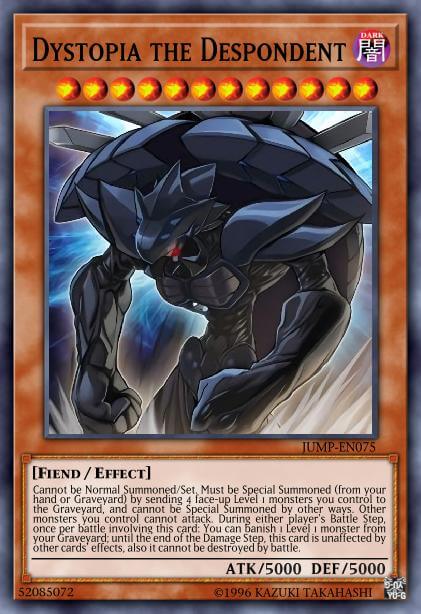 DYSTOPIA THE DESPONDENT
DARK
闇
JUMP-EN075
[FIEND / EFFECT]
Cannot be Normal Summoned/Set. Must be Special Summoned (from your
hand or Graveyard) by sending 4 face-up Level 1 monsters you control to
the Graveyard, and cannot be Special Summoned by other ways. Other
monsters you control cannot attack. During either player's Battle Step,
once per battle involving this card: You can banish 1 Level 1 monster from
your Graveyard; until the end of the Damage Step, this card is unaffected by
other cards' effects, also it cannot be destroyed by battle.
ATK/5000 DEF/5000
52085072
©1996 KAZUKI TAKAHASHI